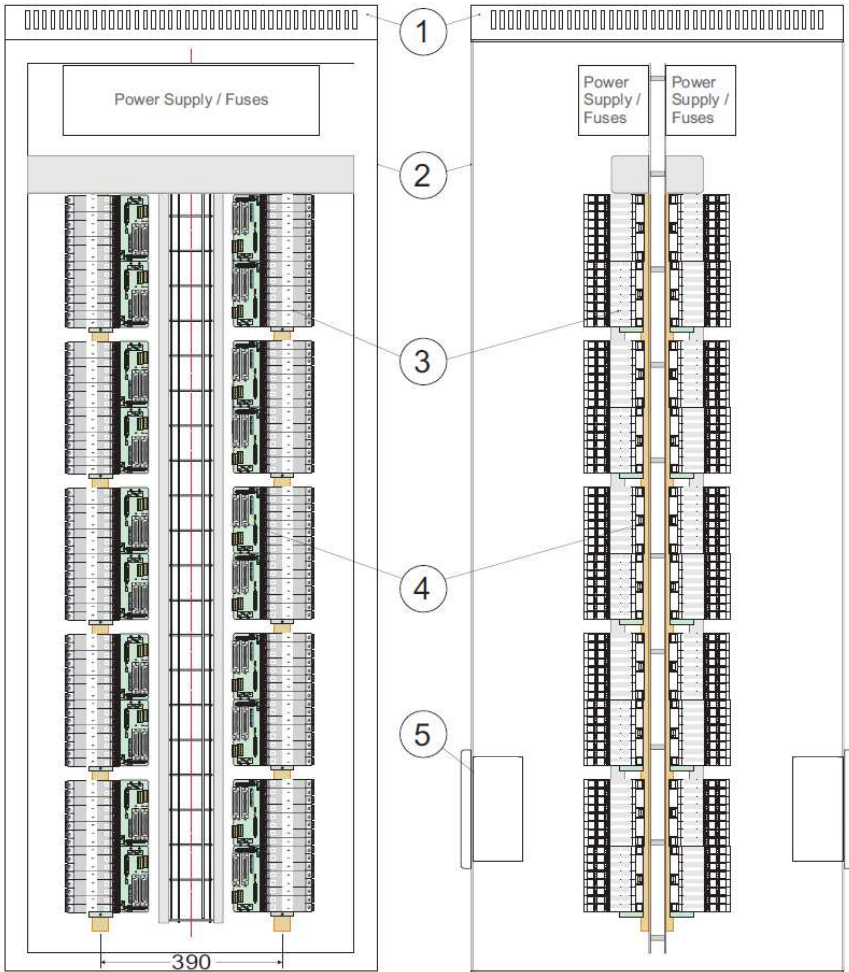 1
Power Supply / Fuses
Power
Supply /
Fuses
Power
Supply /
Fuses
2
3
4
5
390